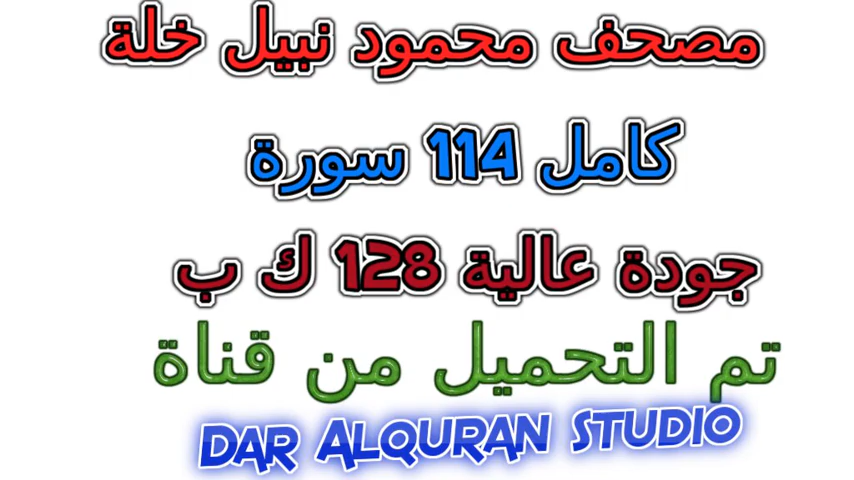 مصحف محمود نبيل خلة
كامل 114 سورة
جودة عالية 128 ك ب
تم التحميل من قناة
DAR ALQURAN STUDIO